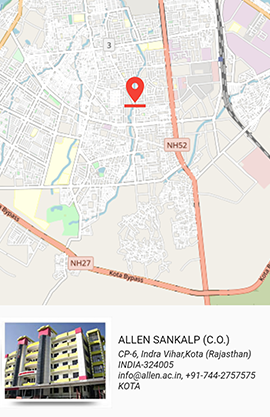 3
NH52
NH27
Kota Bypass
Kota Bypass
ALLEN SANKALP (C.O.)
CP-6, Indra Vihar,Kota (Rajasthan)
INDIA-324005
info@allen.ac.in, +91-744-2757575
KOTA